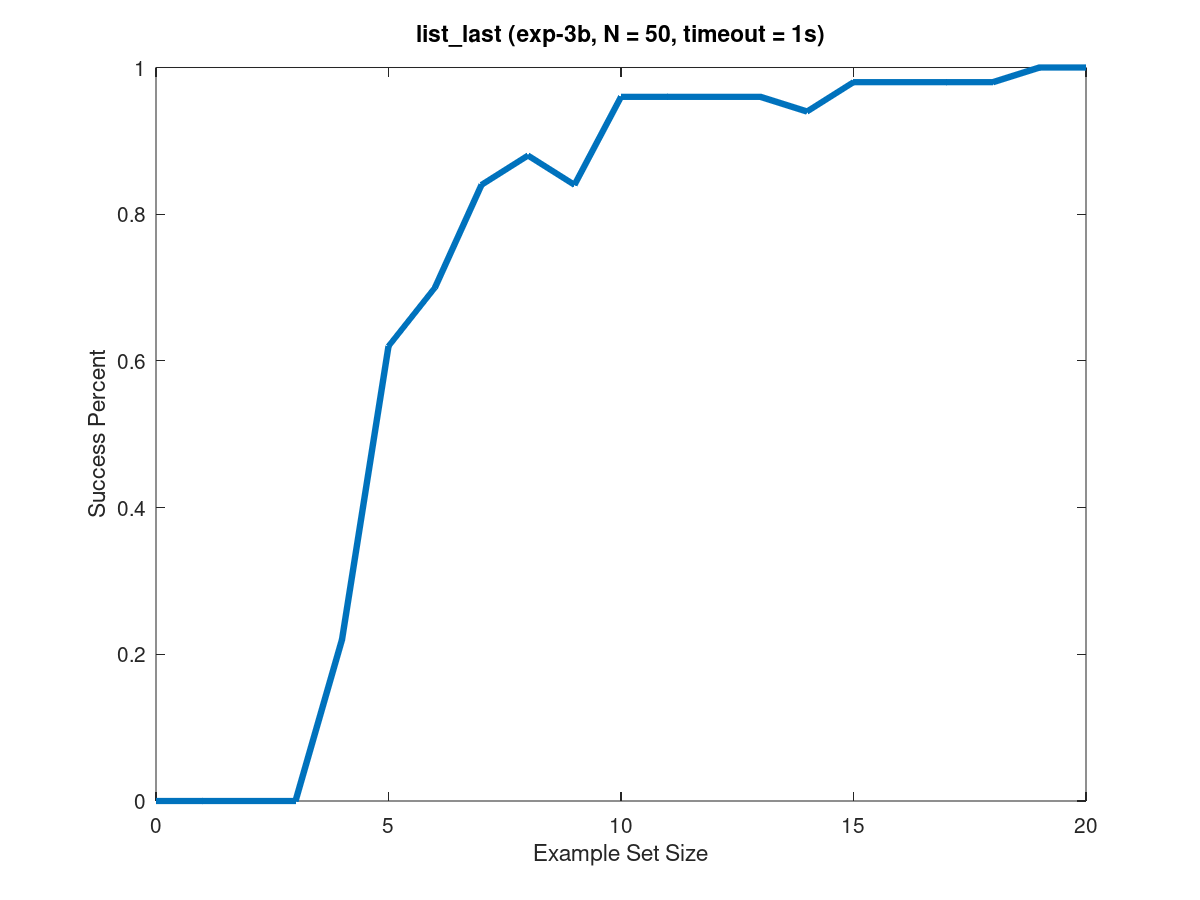 list_last (exp-3b, N = 50, timeout = 1s)
1
0.8
0.6
0.4
0.2
0
Success Percent
0 5 10 15 20
Example Set Size